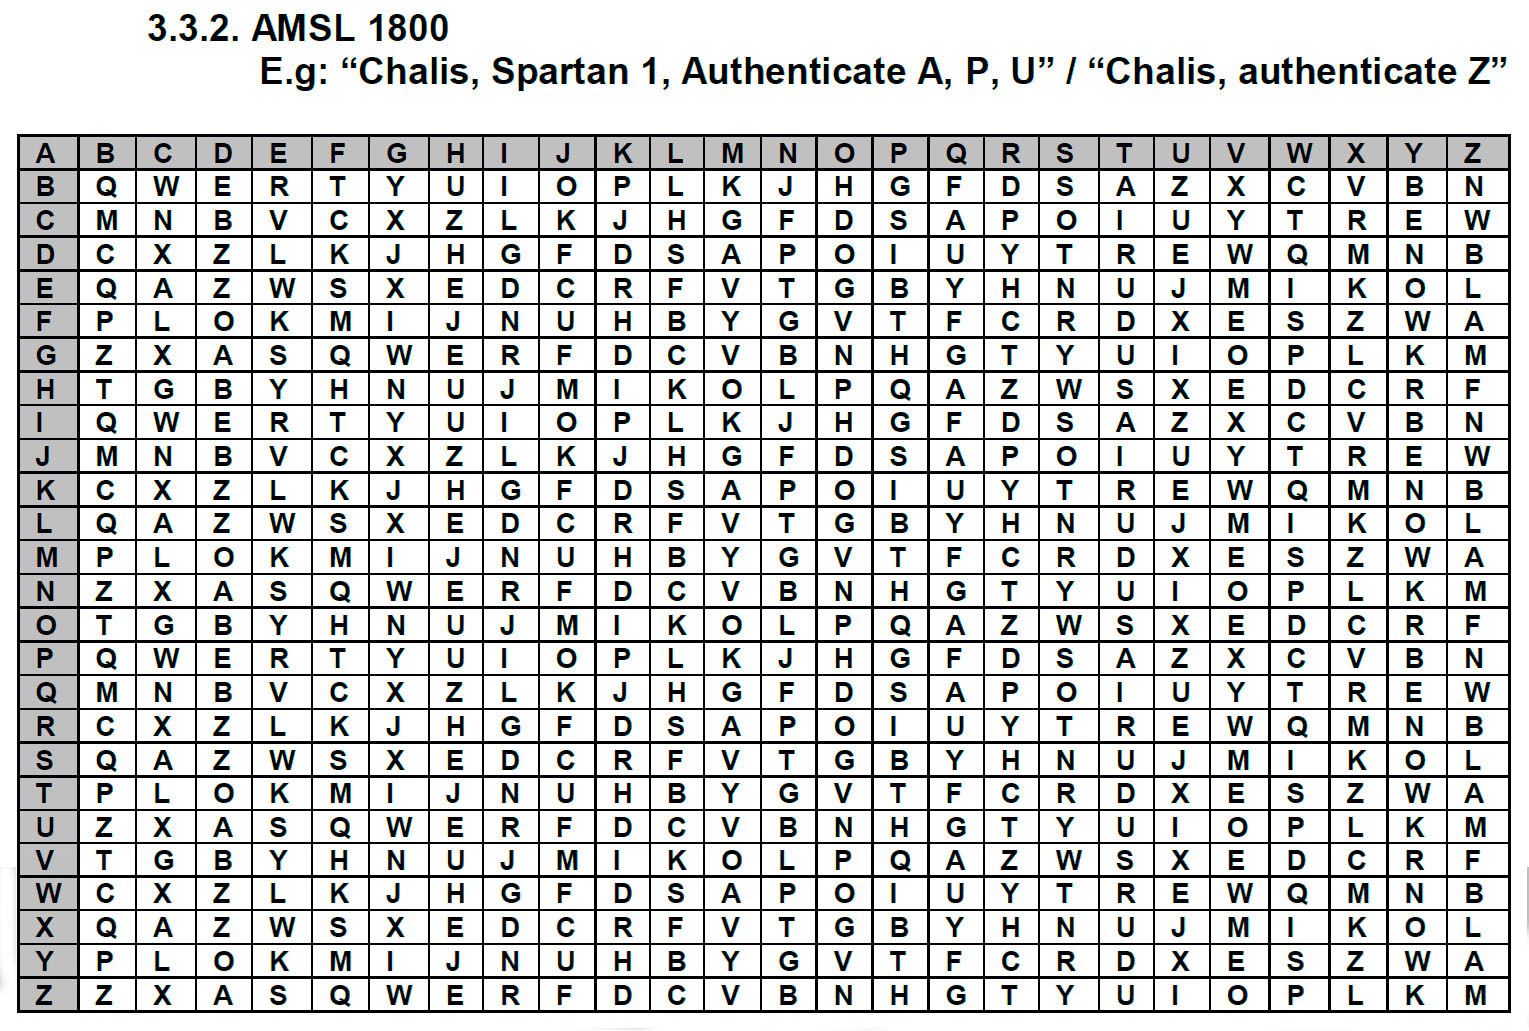 3.3.2. AMSL 1800
E.g: “Chalis, Spartan 1, Authenticate A, P, U” / “Chalis, authenticate Z”
A B C D E F G H I J K L M N O P Q R S T U V W X Y Z
B Q W E R T Y U I O P L K J H G F D S A Z X C V B N
C M N B V C X Z L K J H G F D S A P O I U Y T R E W
D C X Z L K J H G F D S A P O I U Y T R E W Q M N B
E Q A Z W S X E D C R F V T G B Y H N U J M I K O L
F P L O K M I J N U H B Y G V T F C R D X E S Z W A
G Z X A S Q W E R F D C V B N H G T Y U I O P L K M
H T G B Y H N U J M I K O L P Q A Z W S X E D C R F
I Q W E R T Y U I O P L K J H G F D S A Z X C V B N
J M N B V C X Z L K J H G F D S A P O I U Y T R E W
K C X Z L K J H G F D S A P O I U Y T R E W Q M N B
L Q A Z W S X E D C R F V T G B Y H N U J M I K O L
M P L O K M I J N U H B Y G V T F C R D X E S Z W A
N Z X A S Q W E R F D C V B N H G T Y U I O P L K M
O T G B Y H N U J M I K O L P Q A Z W S X E D C R F
P Q W E R T Y U I O P L K J H G F D S A Z X C V B N
Q M N B V C X Z L K J H G F D S A P O I U Y T R E W
R C X Z L K J H G F D S A P O I U Y T R E W Q M N B
S Q A Z W S X E D C R F V T G B Y H N U J M I K O L
T P L O K M I J N U H B Y G V T F C R D X E S Z W A
U Z X A S Q W E R F D C V B N H G T Y U I O P L K M
V T G B Y H N U J M I K O L P Q A Z W S X E D C R F
W C X Z L K J H G F D S A P O I U Y T R E W Q M N B
X Q A Z W S X E D C R F V T G B Y H N U J M I K O L
Y P L O K M I J N U H B Y G V T F C R D X E S Z W A
Z Z X A S Q W E R F D C V B N H G T Y U I O P L K M